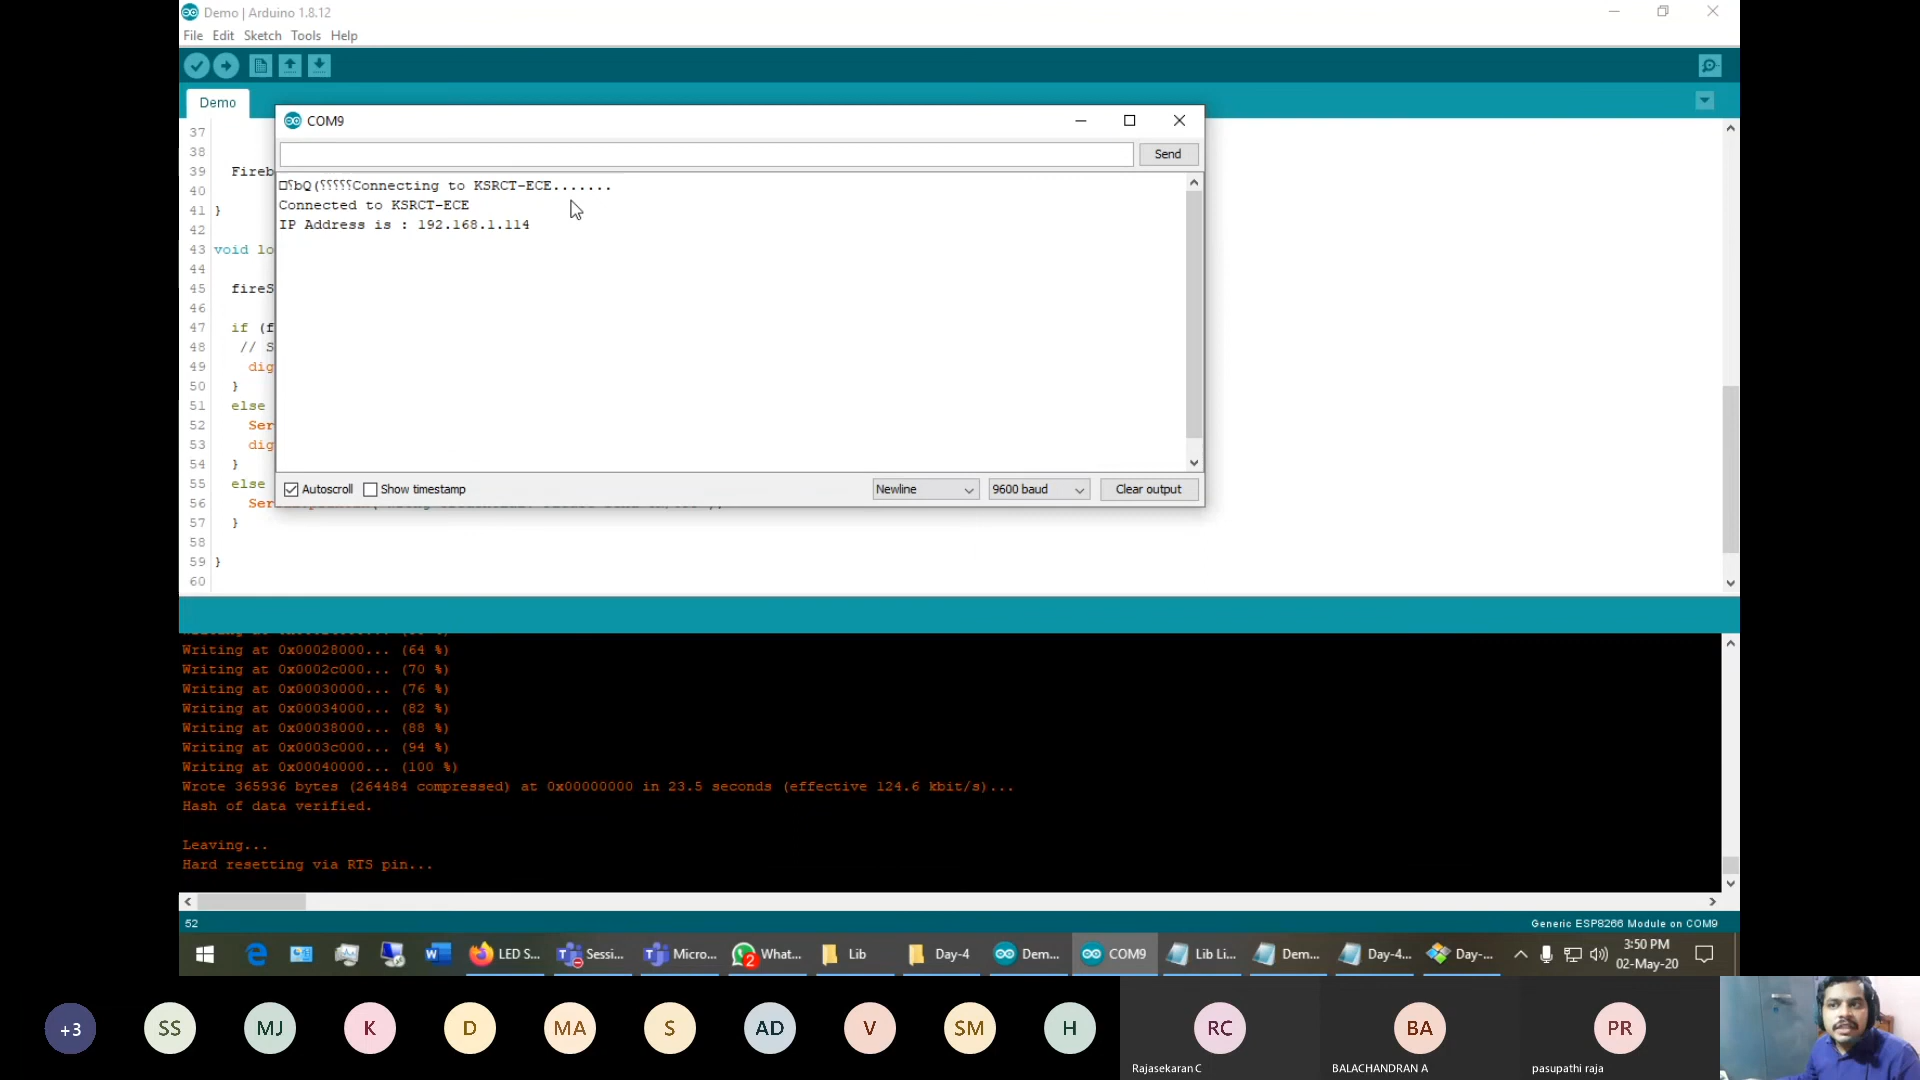 Demo | Arduino 1.8.12
File Edit Sketch Tools Help
Demo
COM9
Send
Connecting to KSRCT-ECE.......
Connected to KSRCT-ECE
IP Address is : 192.168.1.114
Autoscroll Show timestamp Newline 9600 baud Clear output
37
38
39 Fireb
40
41 }
42
43 void lo
44
45 fireS
46
47 if (f
48 // S
49 dig
50 }
51 else
52 Ser
53 dig
54 }
55 else
56 Ser
57 }
58
59 }
60
Writing at 0x00028000... (64 %)
Writing at 0x0002c000... (70 %)
Writing at 0x00030000... (76 %)
Writing at 0x00034000... (82 %)
Writing at 0x00038000... (88 %)
Writing at 0x0003c000... (94 %)
Writing at 0x00040000... (100 %)
Wrote 365936 bytes (264484 compressed) at 0x00000000 in 23.5 seconds (effective 124.6 kbit/s)...
Hash of data verified.
Leaving...
Hard resetting via RTS pin...
52 Generic ESP8266 Module on COM9
LED S... Sessi... Micro... 2 What... Lib Day-4 Dem... COM9 Lib Li... Dem... Day-4... Day-... 3:50 PM
02-May-20
+3 SS MJ K D MA S AD V SM H RC BA PR
Rajasekaran C BALACHANDRAN A pasupathi raja